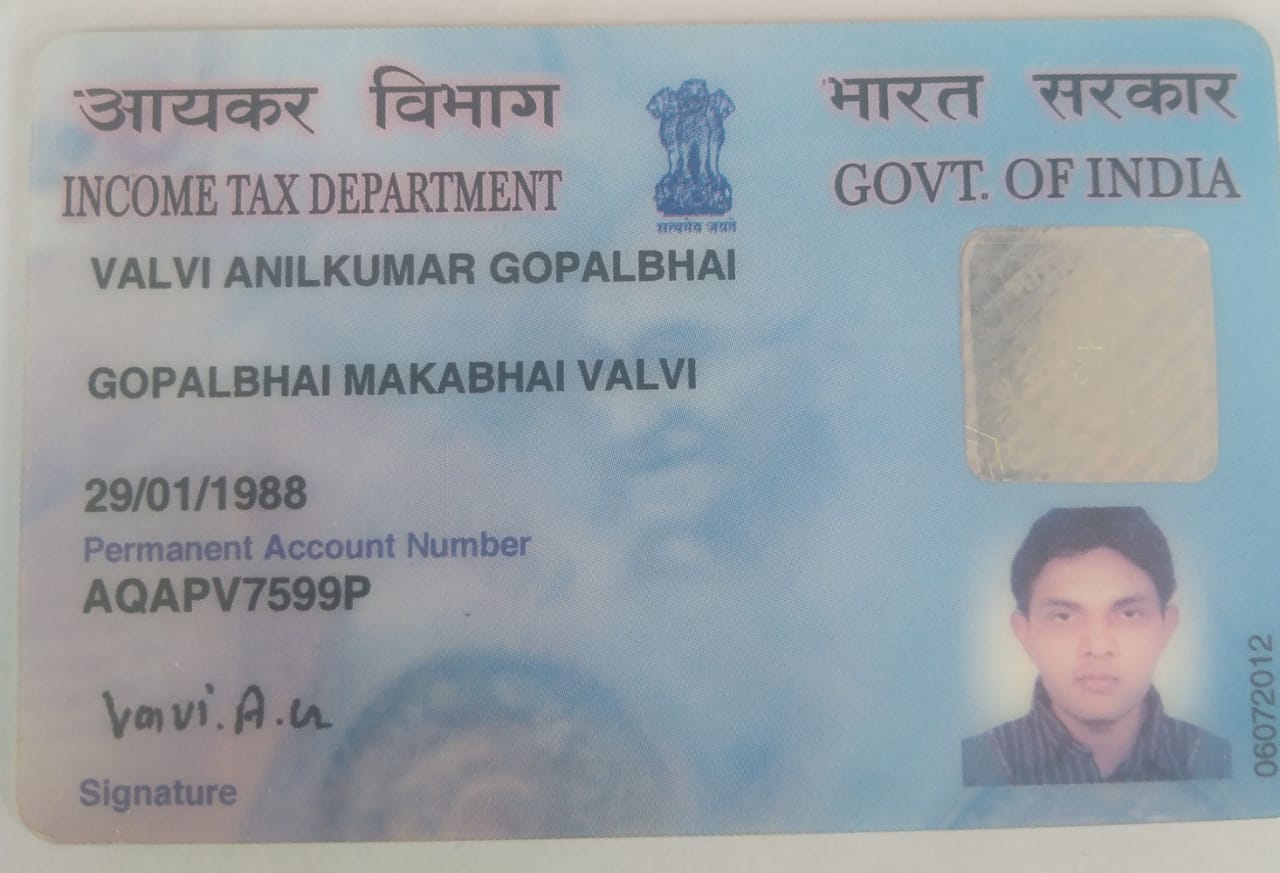 आयकर विभाग
INCOME TAX DEPARTMENT
सत्यमेव जयते
भारत सरकार
GOVT. OF INDIA
VALVI ANILKUMAR GOPALBHAI
GOPALBHAI MAKABHAI VALVI
29/01/1988
Permanent Account Number
AQAPV7599P
Valvi. A. G
Signature
06072012